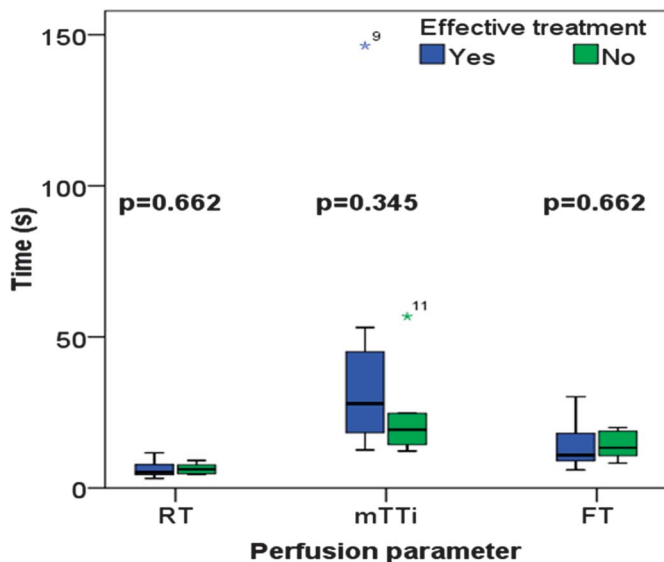 Effective treatment
Yes No
150
9
100
p=0.662 p=0.345 p=0.662
Time (s)
50
11
0
RT mTTi FT
Perfusion parameter